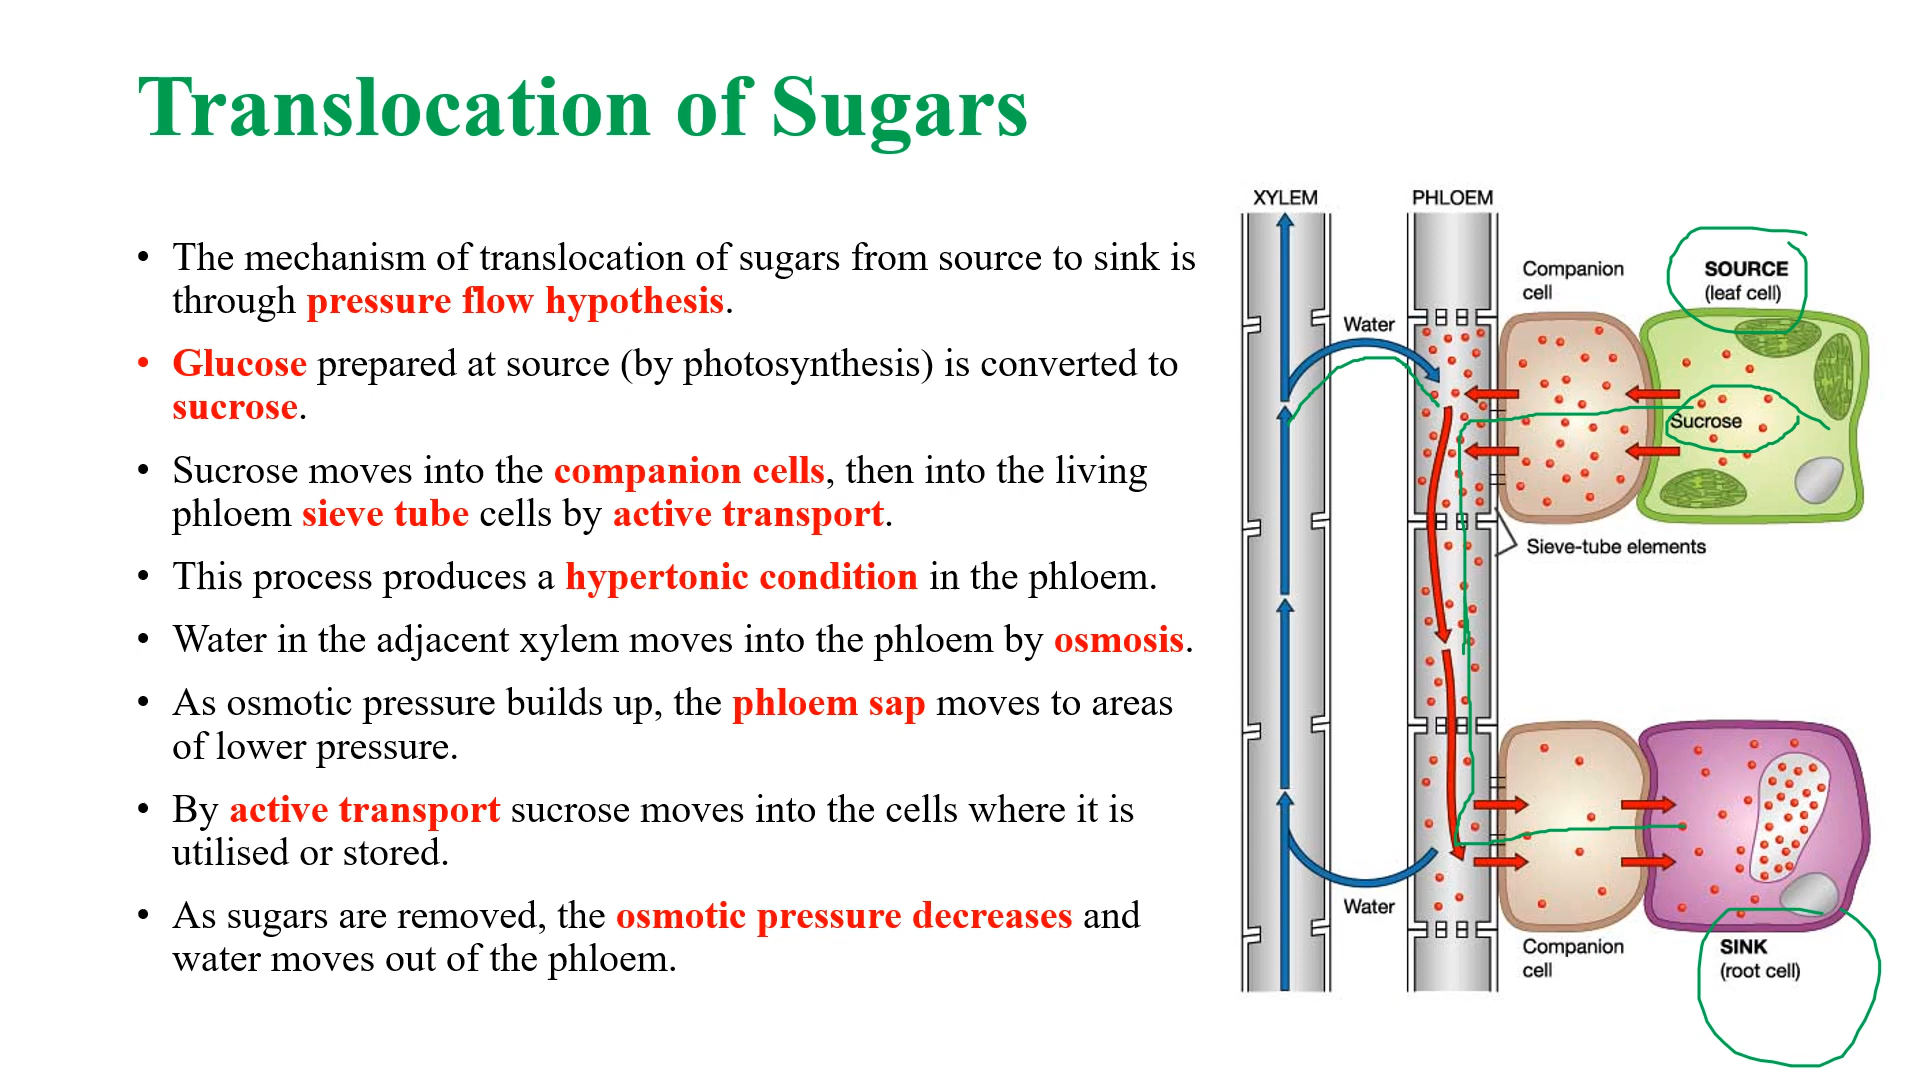 Translocation of Sugars
• The mechanism of translocation of sugars from source to sink is
through pressure flow hypothesis.
• Glucose prepared at source (by photosynthesis) is converted to
sucrose.
• Sucrose moves into the companion cells, then into the living
phloem sieve tube cells by active transport.
• This process produces a hypertonic condition in the phloem.
• Water in the adjacent xylem moves into the phloem by osmosis.
• As osmotic pressure builds up, the phloem sap moves to areas
of lower pressure.
• By active transport sucrose moves into the cells where it is
utilised or stored.
• As sugars are removed, the osmotic pressure decreases and
water moves out of the phloem.
XYLEM
PHLOEM
Companion
cell
SOURCE
(leaf cell)
Water
Sucrose
Sieve-tube elements
Water
Companion
cell
SINK
(root cell)